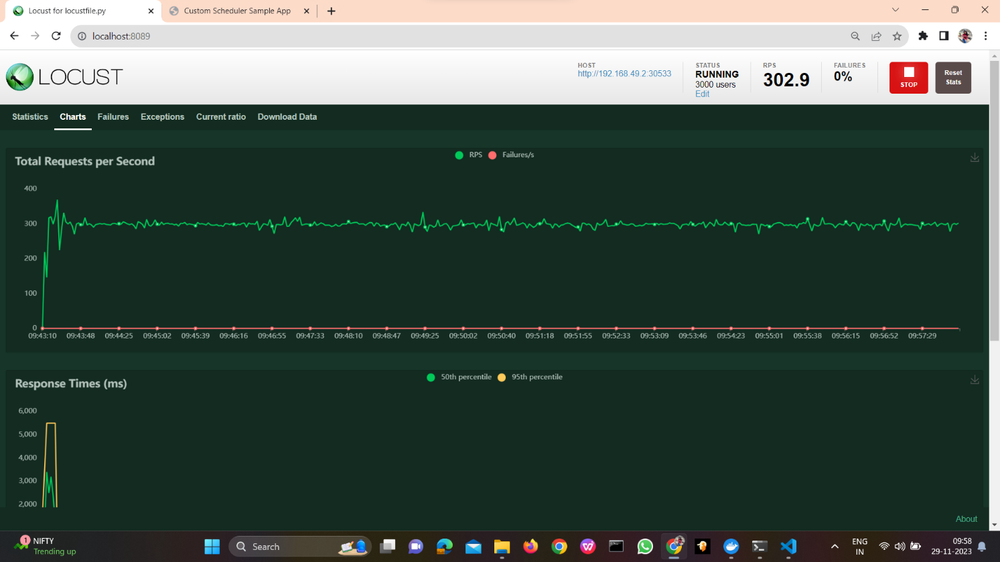 Locust for locustfile.py
Custom Scheduler Sample App
localhost:8089
LOCUST
HOST
http://192.168.49.2:30533
STATUS
RUNNING
3000 users
Edit
RPS
302.9
FAILURES
0%
STOP
Reset
Stats
Statistics Charts Failures Exceptions Current ratio Download Data
Total Requests per Second
RPS Failures/s
400
300
200
100
0
09:43:10 09:43:48 09:44:25 09:45:02 09:45:39 09:46:16 09:46:55 09:47:33 09:48:10 09:48:47 09:49:25 09:50:02 09:50:40 09:51:18 09:51:55 09:52:33 09:53:09 09:53:46 09:54:23 09:55:01 09:55:38 09:56:15 09:56:52 09:57:29
Response Times (ms)
50th percentile 95th percentile
6,000
5,000
4,000
3,000
2,000
About
1
NIFTY
Trending up
Search
ENG
IN
09:58
29-11-2023